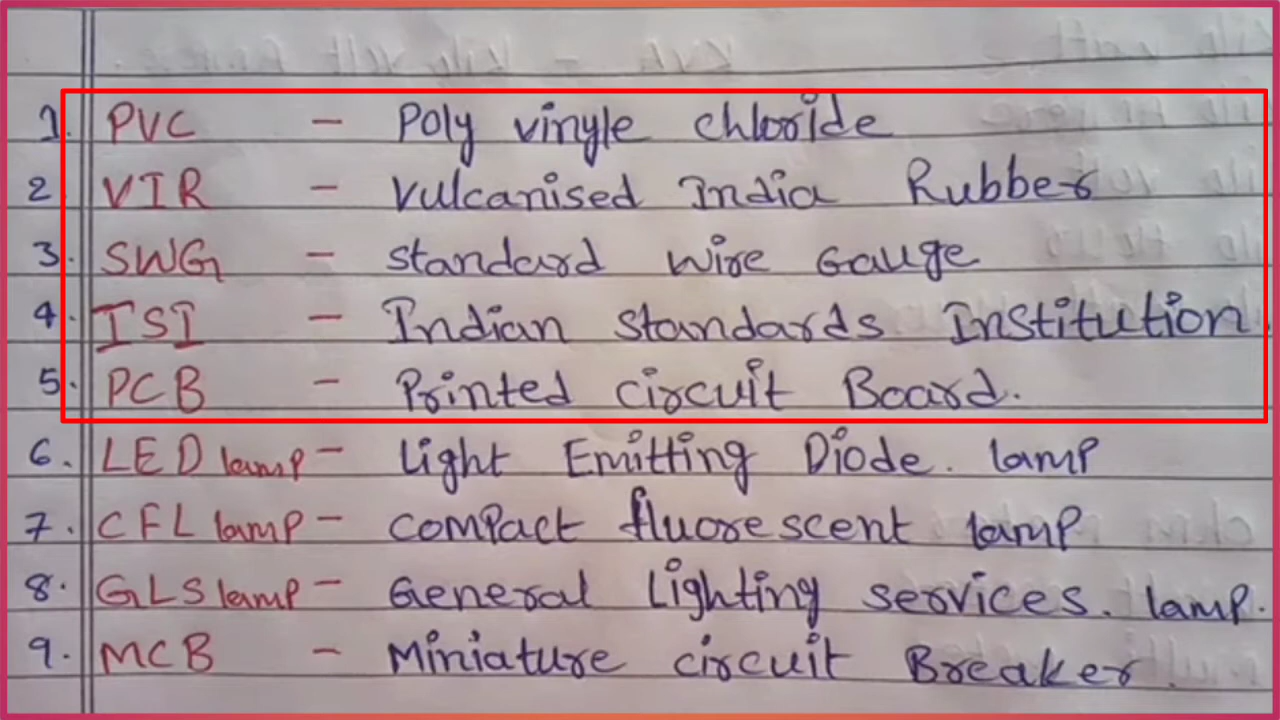 1. PVC - Poly vinyle chloride
2. VIR - Vulcanised India Rubber
3. SWG - Standard wire Gauge
4. ISI - Indian Standards Institution.
5. PCB - Printed circuit Board.
6. LED lamp - Light Emitting Diode. lamp
7. CFL lamp - compact fluorescent lamp
8. GLS lamp - General Lighting services. lamp.
9. MCB - Miniature circuit Breaker.